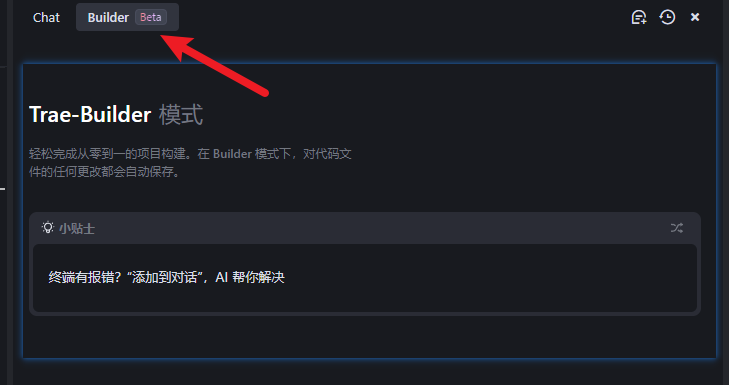 Chat Builder Beta
Trae-Builder 模式
轻松完成从零到一的项目构建。在 Builder 模式下，对代码文
件的任何更改都会自动保存。
小贴士
终端有报错？“添加到对话”，AI 帮你解决